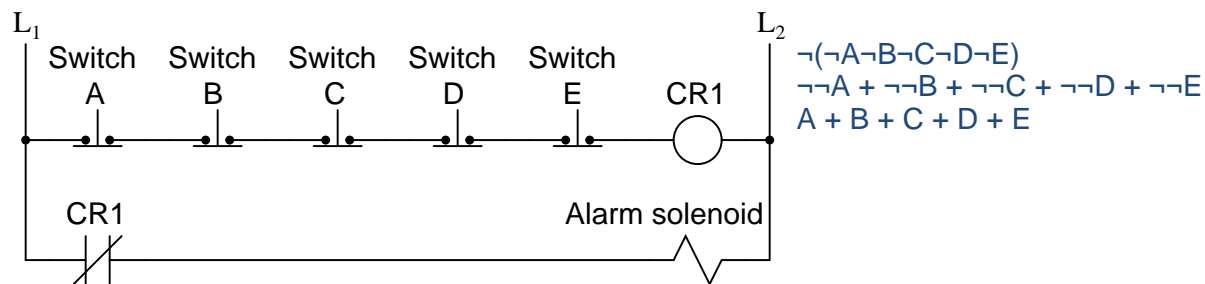 L₁
L₂
Switch Switch Switch Switch Switch
A B C D E
CR1
¬(¬A¬B¬C¬D¬E)
¬¬A + ¬¬B + ¬¬C + ¬¬D + ¬¬E
A + B + C + D + E
CR1
Alarm solenoid